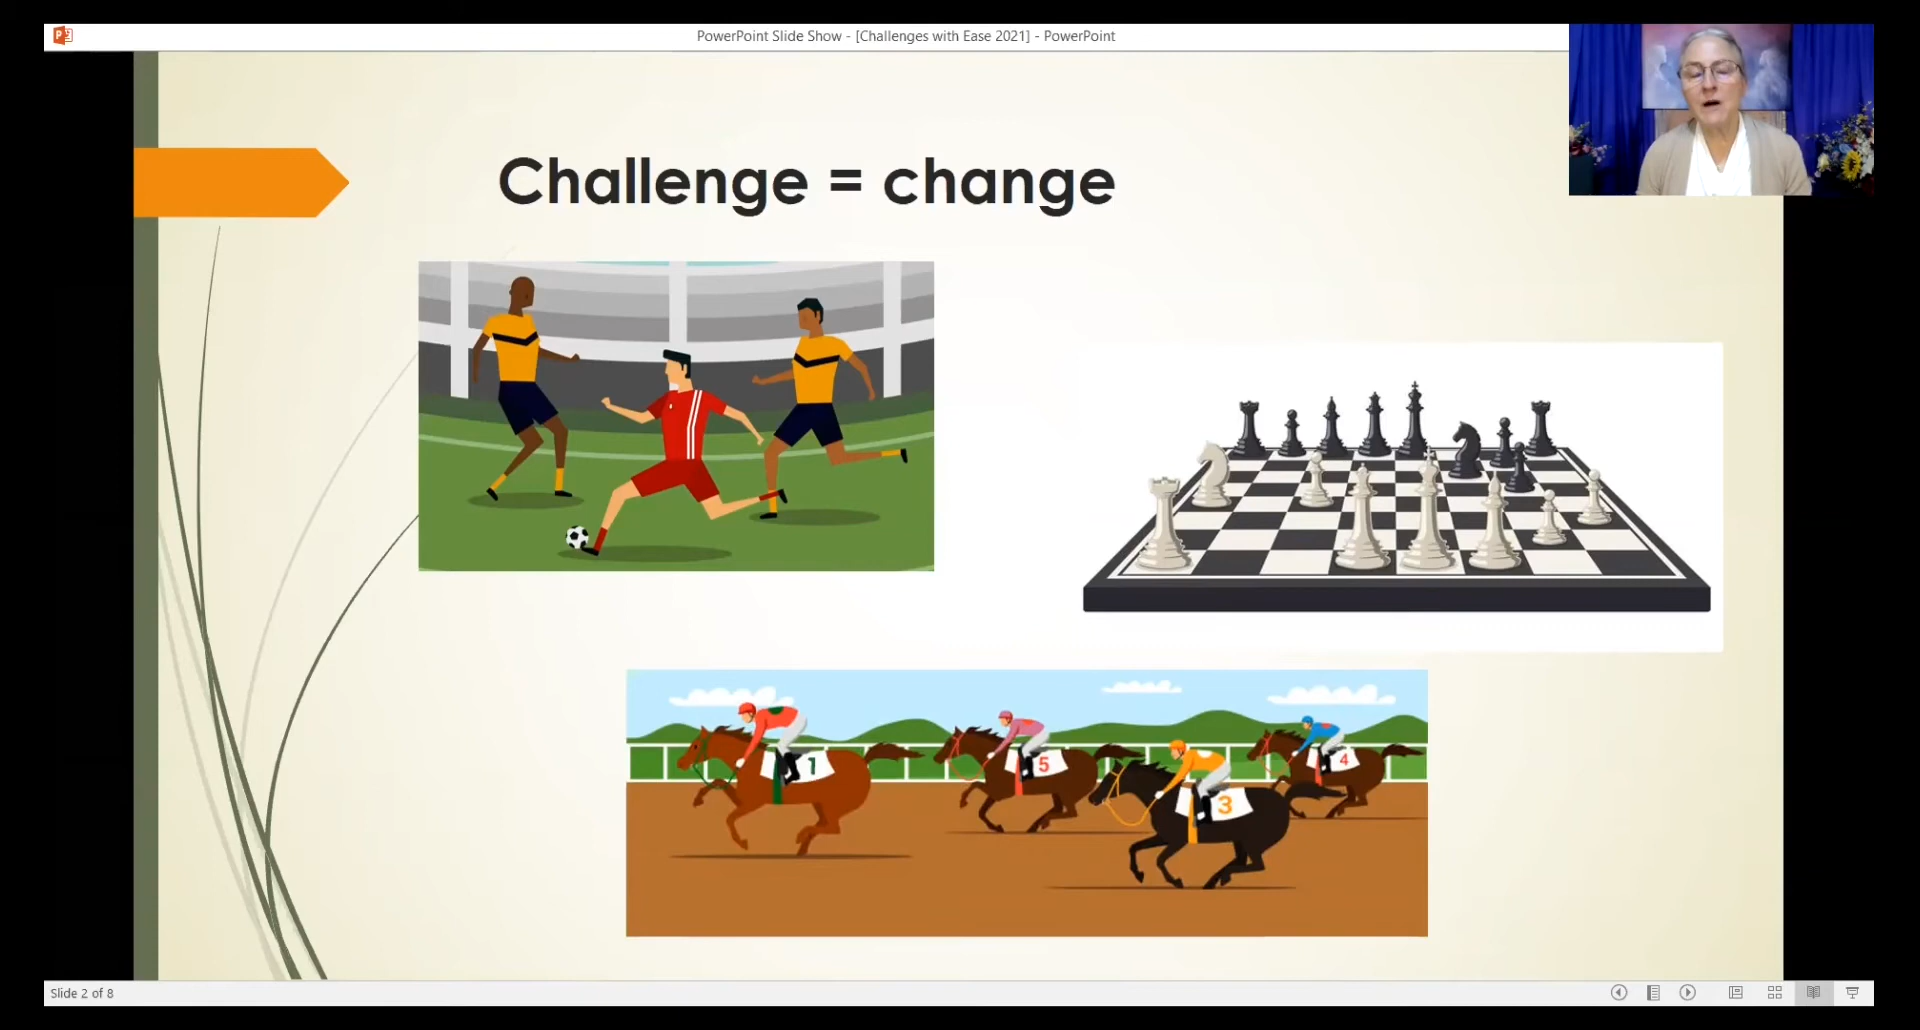 PowerPoint Slide Show - [Challenges with Ease 2021] - PowerPoint
Challenge = change
1
5
3
4
Slide 2 of 8